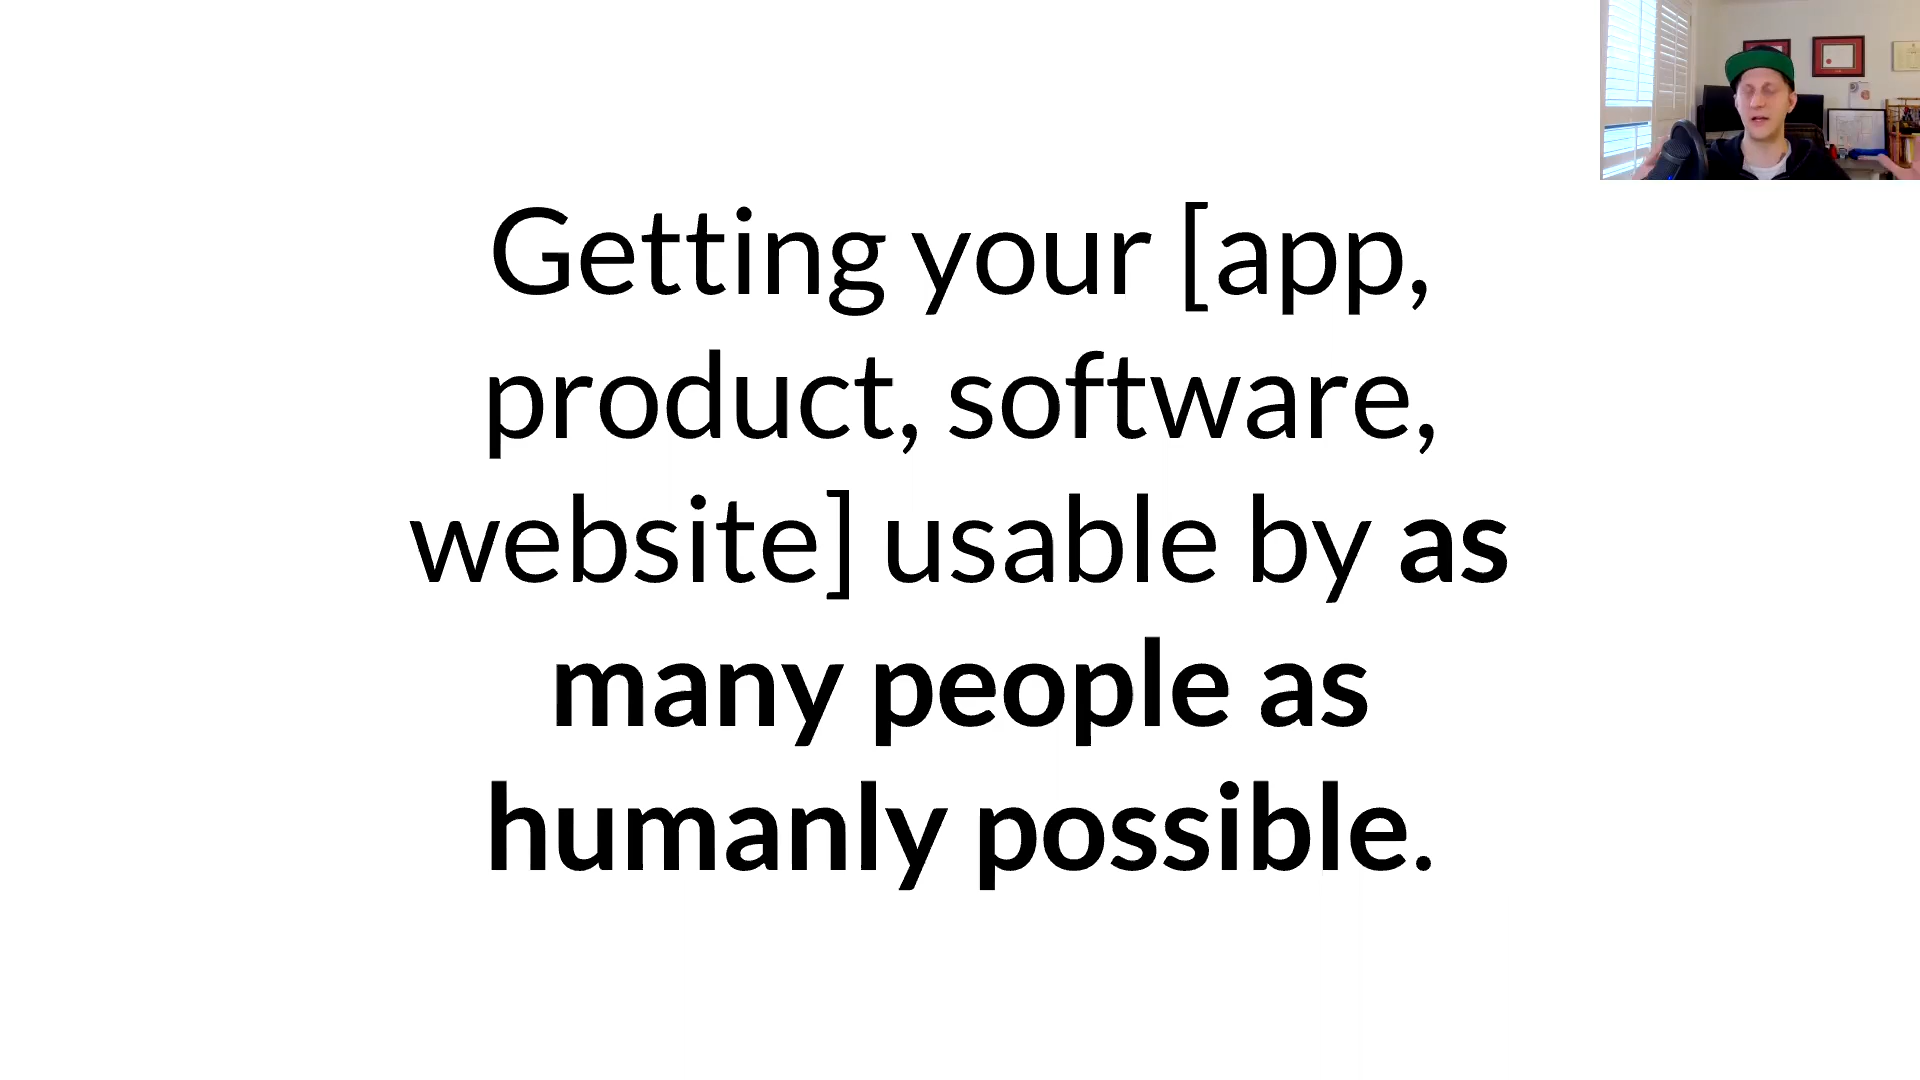 Getting your [app,
product, software,
website] usable by as
many people as
humanly possible.